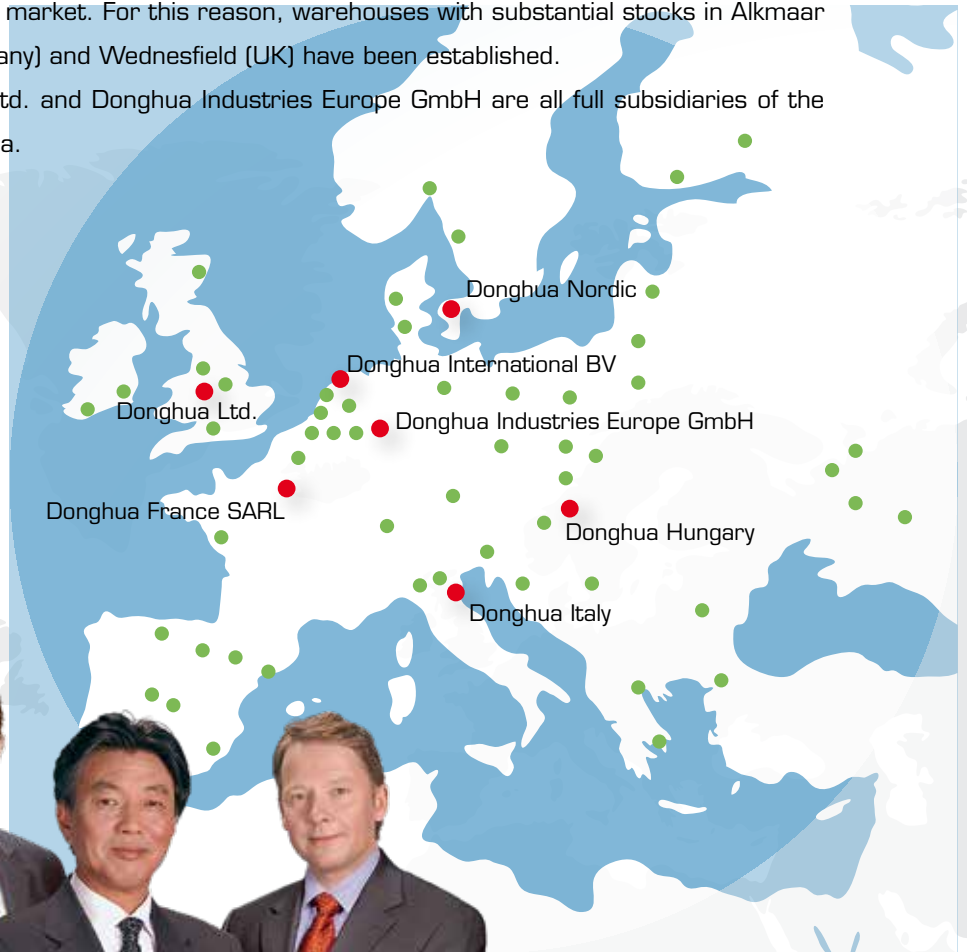 market. For this reason, warehouses with substantial stocks in Alkmaar
any) and Wednesfield (UK) have been established.
td. and Donghua Industries Europe GmbH are all full subsidiaries of the
a.
Donghua Nordic
Donghua International BV
Donghua Ltd.
Donghua Industries Europe GmbH
Donghua France SARL
Donghua Hungary
Donghua Italy